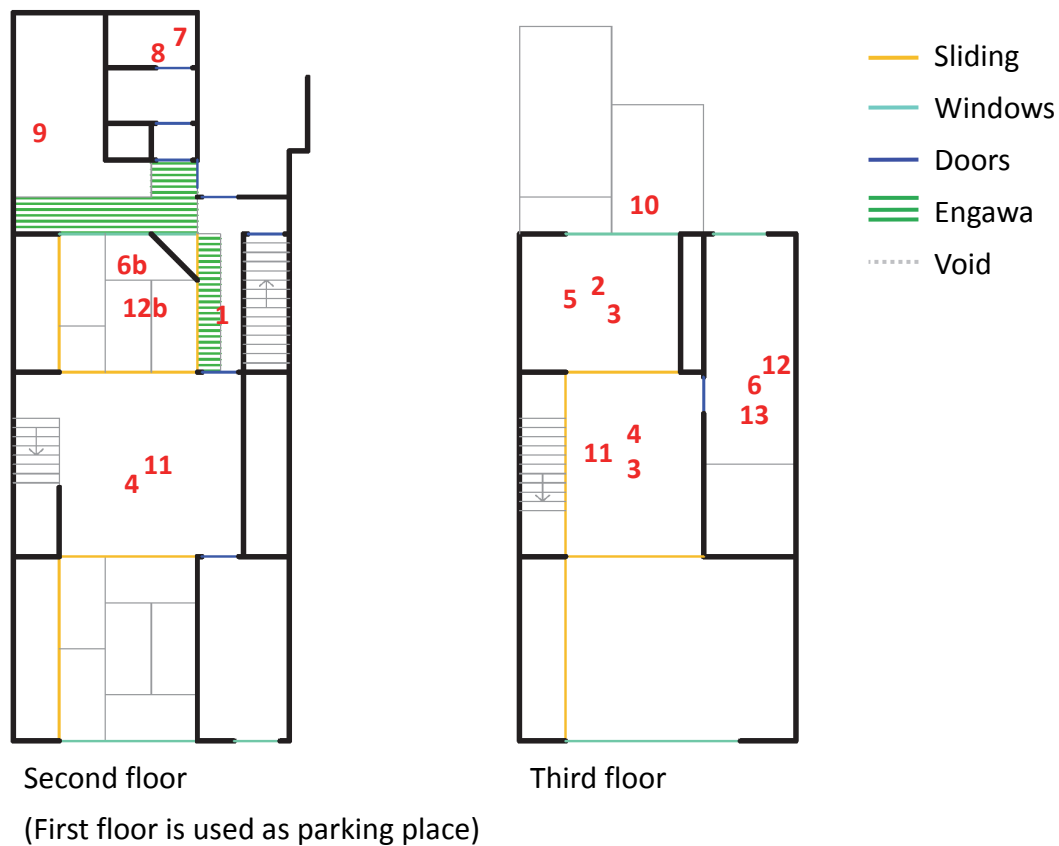 7
8
9
6b
12b
1
11
4
Second floor
(First floor is used as parking place)
10
2
5
3
12
6
13
4
11
3
Third floor
Sliding
Windows
Doors
Engawa
Void